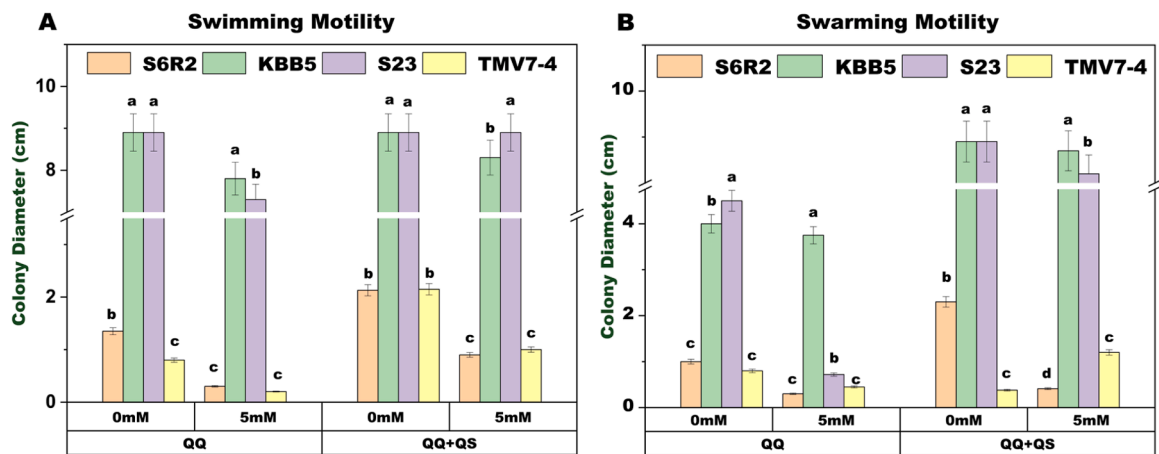 A Swimming Motility
S6R2 KBB5 S23 TMV7-4
Colony Diameter (cm)
10
8
2
0
b a a c
c a b c
b a a b
c b a c
0mM 5mM 0mM 5mM
QQ QQ+QS
B Swarming Motility
S6R2 KBB5 S23 TMV7-4
Colony Diameter (cm)
10
4
2
0
c b a c
c a b c
b a a c
d a b c
0mM 5mM 0mM 5mM
QQ QQ+QS